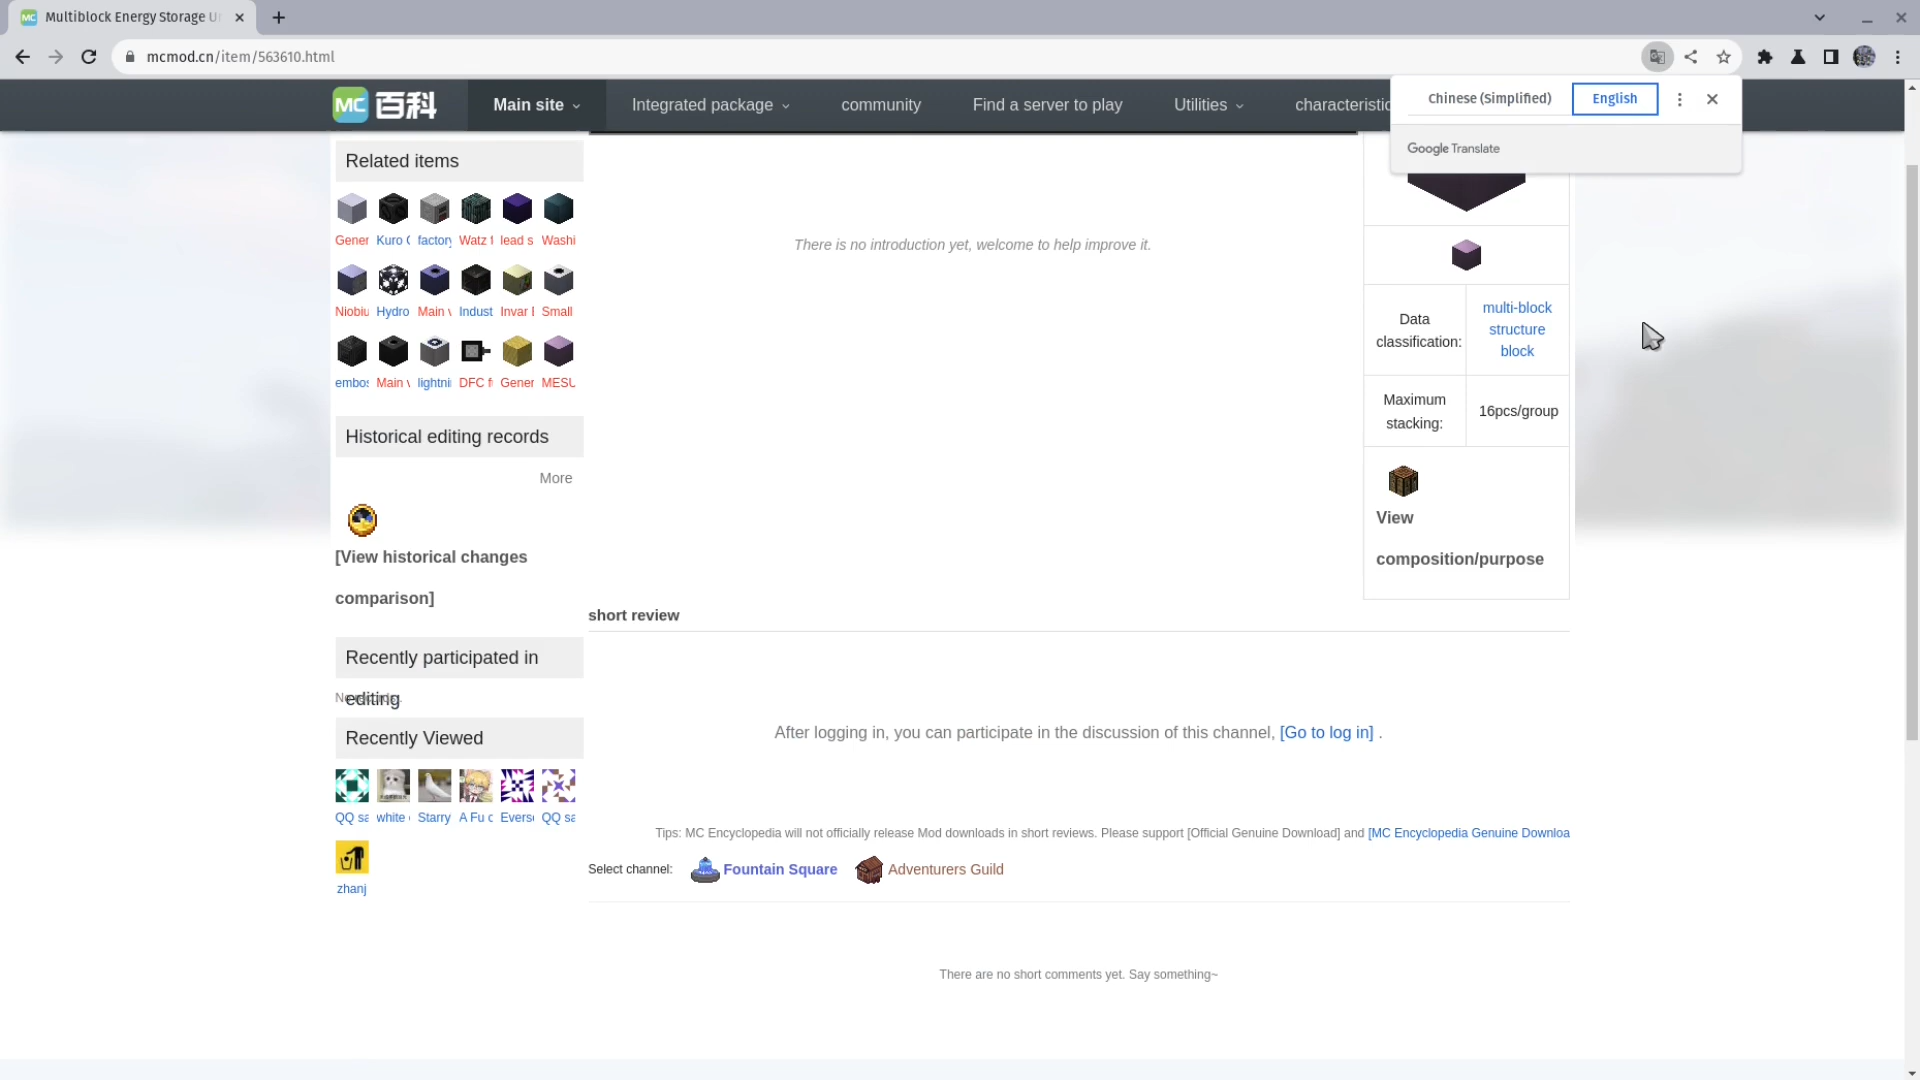 Multiblock Energy Storage U
mcmod.cn/item/563610.html
MC 百科
Main site
Integrated package
community
Find a server to play
Utilities
characteristic
Chinese (Simplified)
English
Google Translate
Related items
Gener Kuro factory Watz lead s Washi
Niobiu Hydro Main Indust Invar Small
embos Main lightni DFC Gener MESU
Historical editing records
More
[View historical changes
comparison]
Recently participated in
editing
Recently Viewed
QQ sa white Starry A Fu Everse QQ sa
zhanj
There is no introduction yet, welcome to help improve it.
Data
classification:
multi-block
structure
block
Maximum
stacking:
16pcs/group
View
composition/purpose
short review
After logging in, you can participate in the discussion of this channel, [Go to log in] .
Tips: MC Encyclopedia will not officially release Mod downloads in short reviews. Please support [Official Genuine Download] and [MC Encyclopedia Genuine Downloa
Select channel:
Fountain Square
Adventurers Guild
There are no short comments yet. Say something~